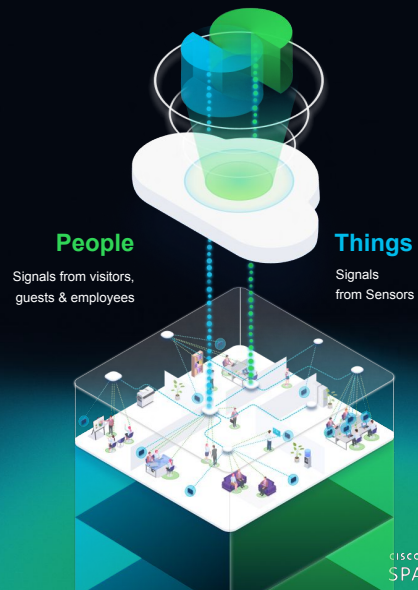 People
Signals from visitors,
guests & employees
Things
Signals
from Sensors
CISCO
SPA